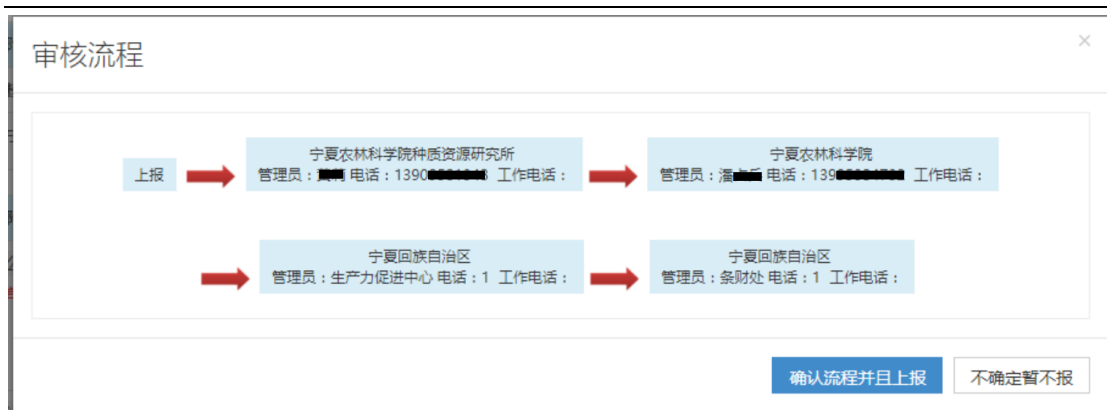 审核流程
×
宁夏农林科学院种质资源研究所
上报
管理员： 电话：1390 工作电话：
宁夏农林科学院
管理员：潘 电话：139 工作电话：
宁夏回族自治区
管理员：生产力促进中心 电话：1 工作电话：
宁夏回族自治区
管理员：条财处 电话：1 工作电话：
确认流程并且上报
不确定暂不报